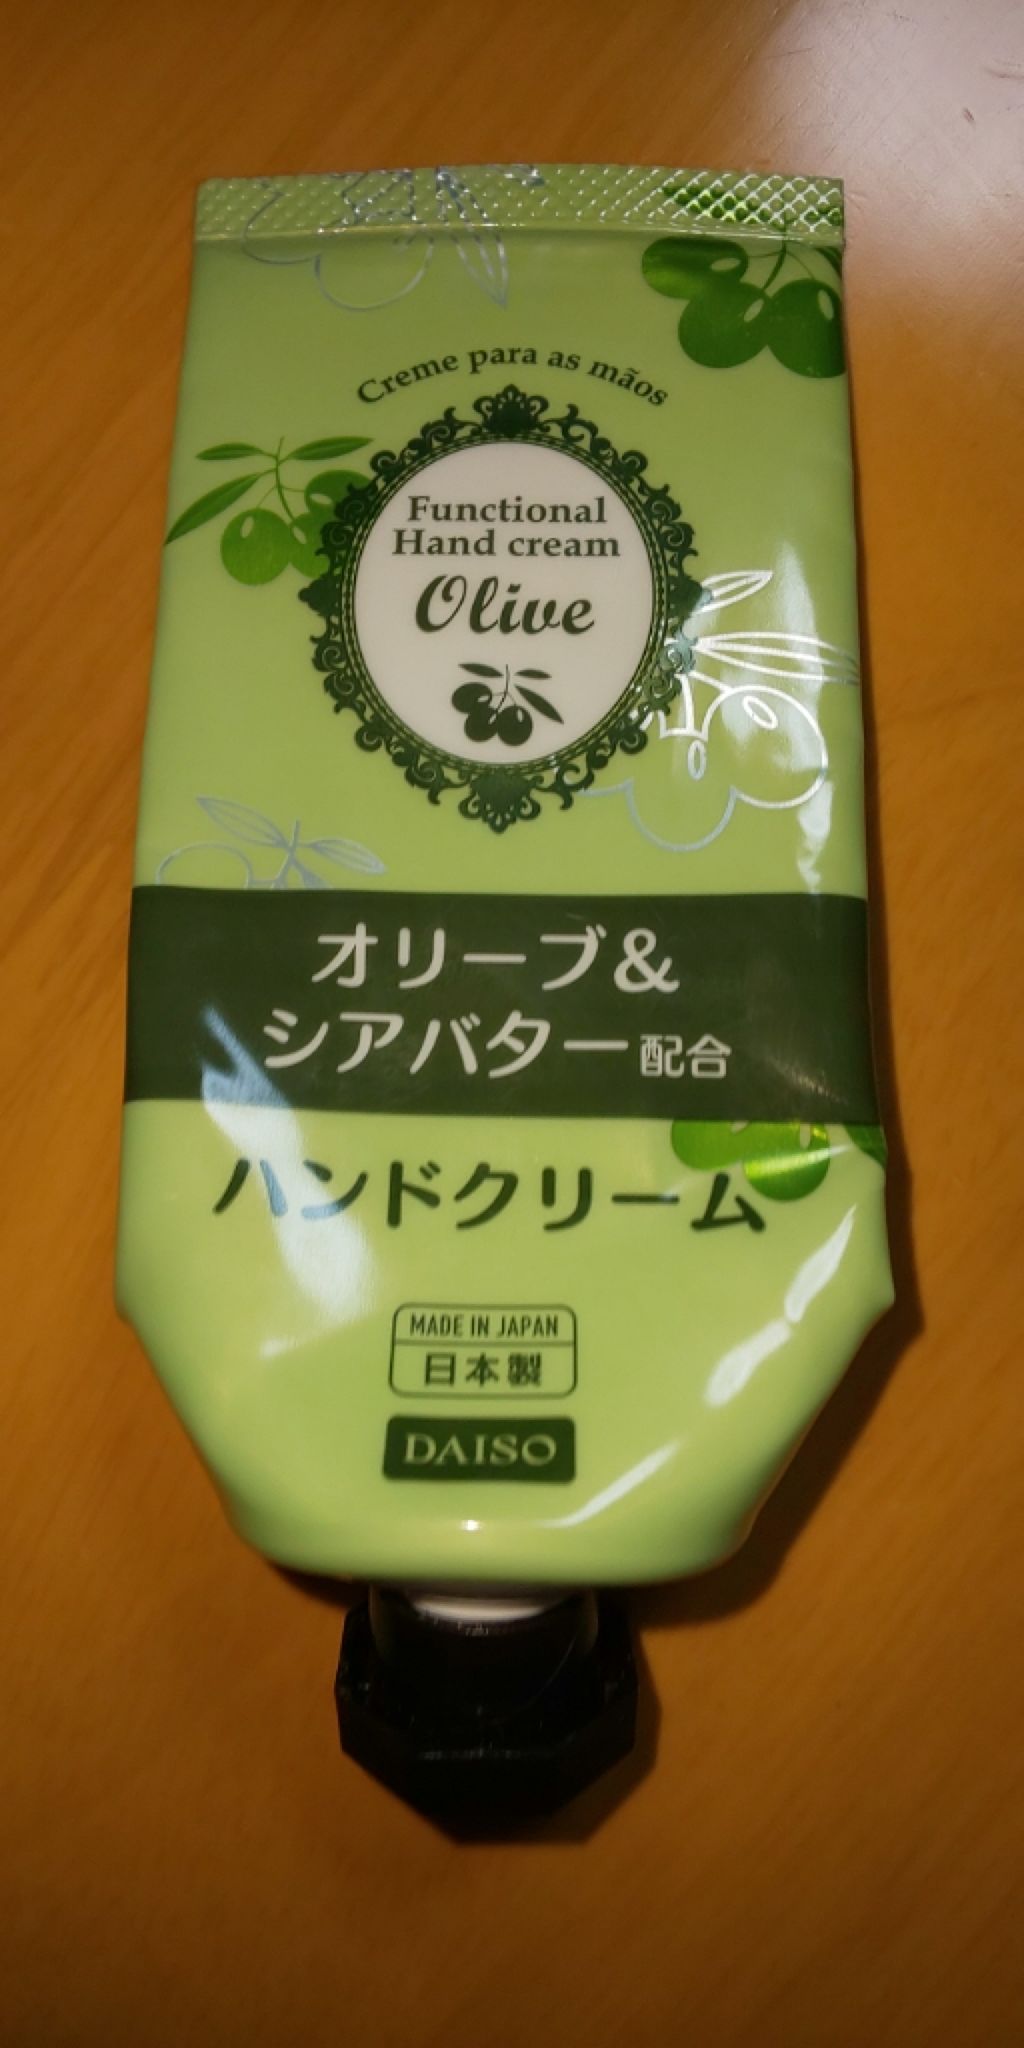 Creme para as mãos
Functional
Hand cream
Olive
オリーブ&
シアバター配合
ハンドクリーム
MADE IN JAPAN
日本製
DAISO